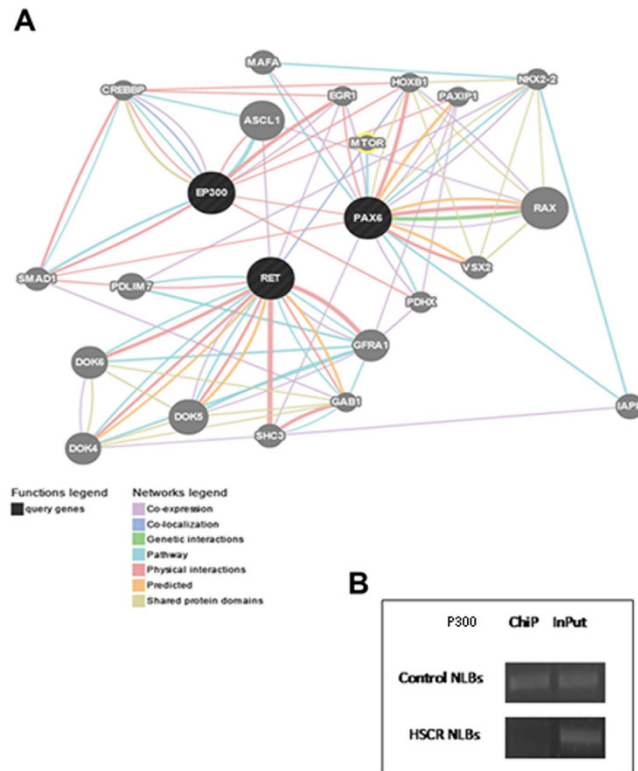 A
MAFA
CREBBP
EGR1
HOXB1
PAXIP1
NKX2-2
ASCL1
MTOR
EP300
PAX6
RAX
SMAD1
PDLIM7
RET
VSX2
PDHX
GFRA1
DOK6
GAB1
DOK5
IAPP
DOK4
SHC3
Functions legend
query genes
Networks legend
Co-expression
Co-localization
Genetic interactions
Pathway
Physical interactions
Predicted
Shared protein domains
B
P300 ChiP InPut
Control NLBs
HSCR NLBs